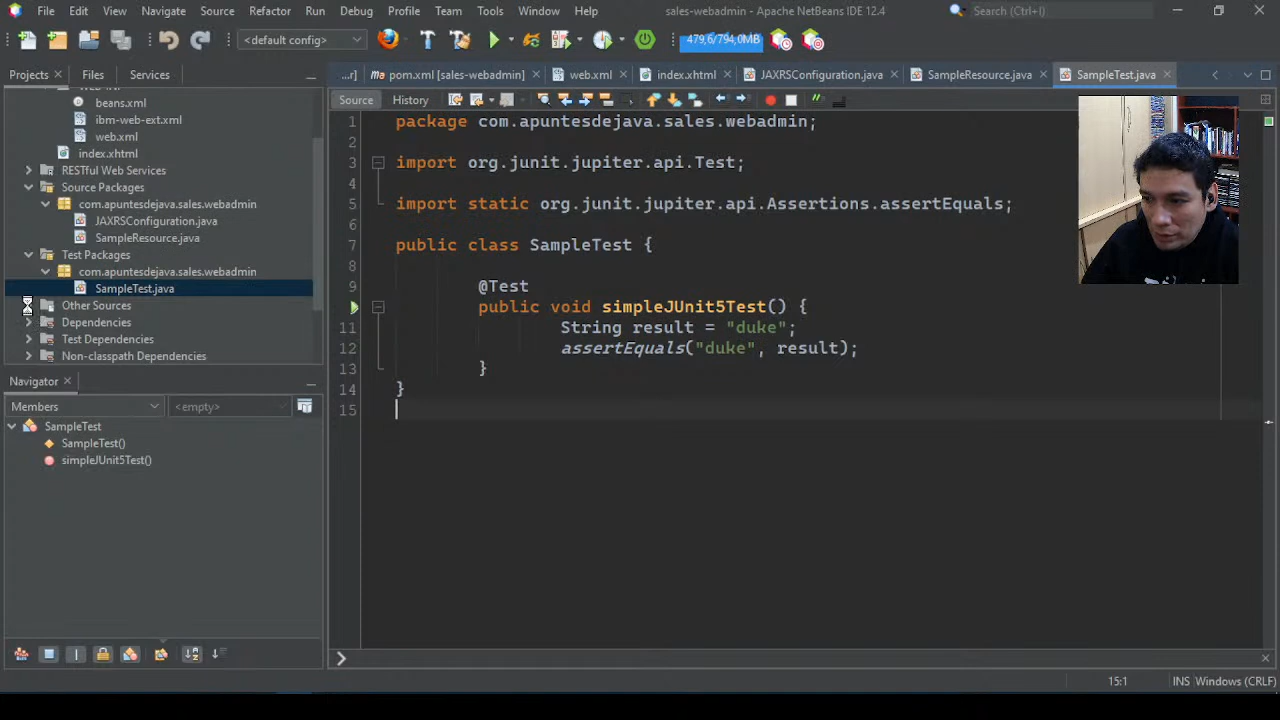 File Edit View Navigate Source Refactor Run Debug Profile Team Tools Window Help sales-webadmin - Apache NetBeans IDE 12.4 Search (Ctrl+I)
<default config> 479,6/794,0MB
Projects Files Services ...r] pom.xml [sales-webadmin] web.xml index.xhtml JAXRSConfiguration.java SampleResource.java SampleTest.java
Source History
beans.xml
ibm-web-ext.xml
web.xml
index.xhtml
RESTful Web Services
Source Packages
com.apuntesdejava.sales.webadmin
JAXRSConfiguration.java
SampleResource.java
Test Packages
com.apuntesdejava.sales.webadmin
SampleTest.java
Other Sources
Dependencies
Test Dependencies
Non-classpath Dependencies
Navigator
Members <empty>
SampleTest
SampleTest()
simpleJUnit5Test()
1 package com.apuntesdejava.sales.webadmin;
2
3 import org.junit.jupiter.api.Test;
4
5 import static org.junit.jupiter.api.Assertions.assertEquals;
6
7 public class SampleTest {
8
9 @Test
public void simpleJUnit5Test() {
11 String result = "duke";
12 assertEquals("duke", result);
13 }
14 }
15
15:1 INS Windows (CRLF)